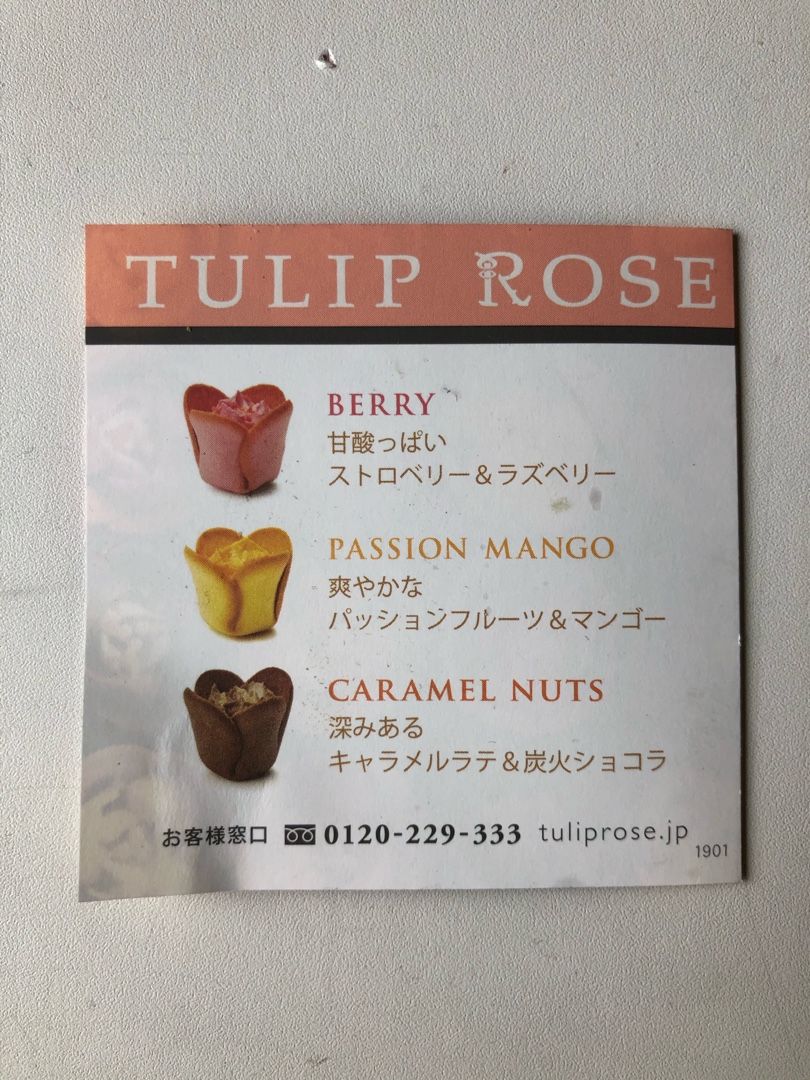 TULIP ROSE
BERRY
甘酸っぱい
ストロベリー＆ラズベリー
PASSION MANGO
爽やかな
パッションフルーツ＆マンゴー
CARAMEL NUTS
深みある
キャラメルラテ＆炭火ショコラ
お客様窓口 0120-229-333 tuliprose.jp
1901